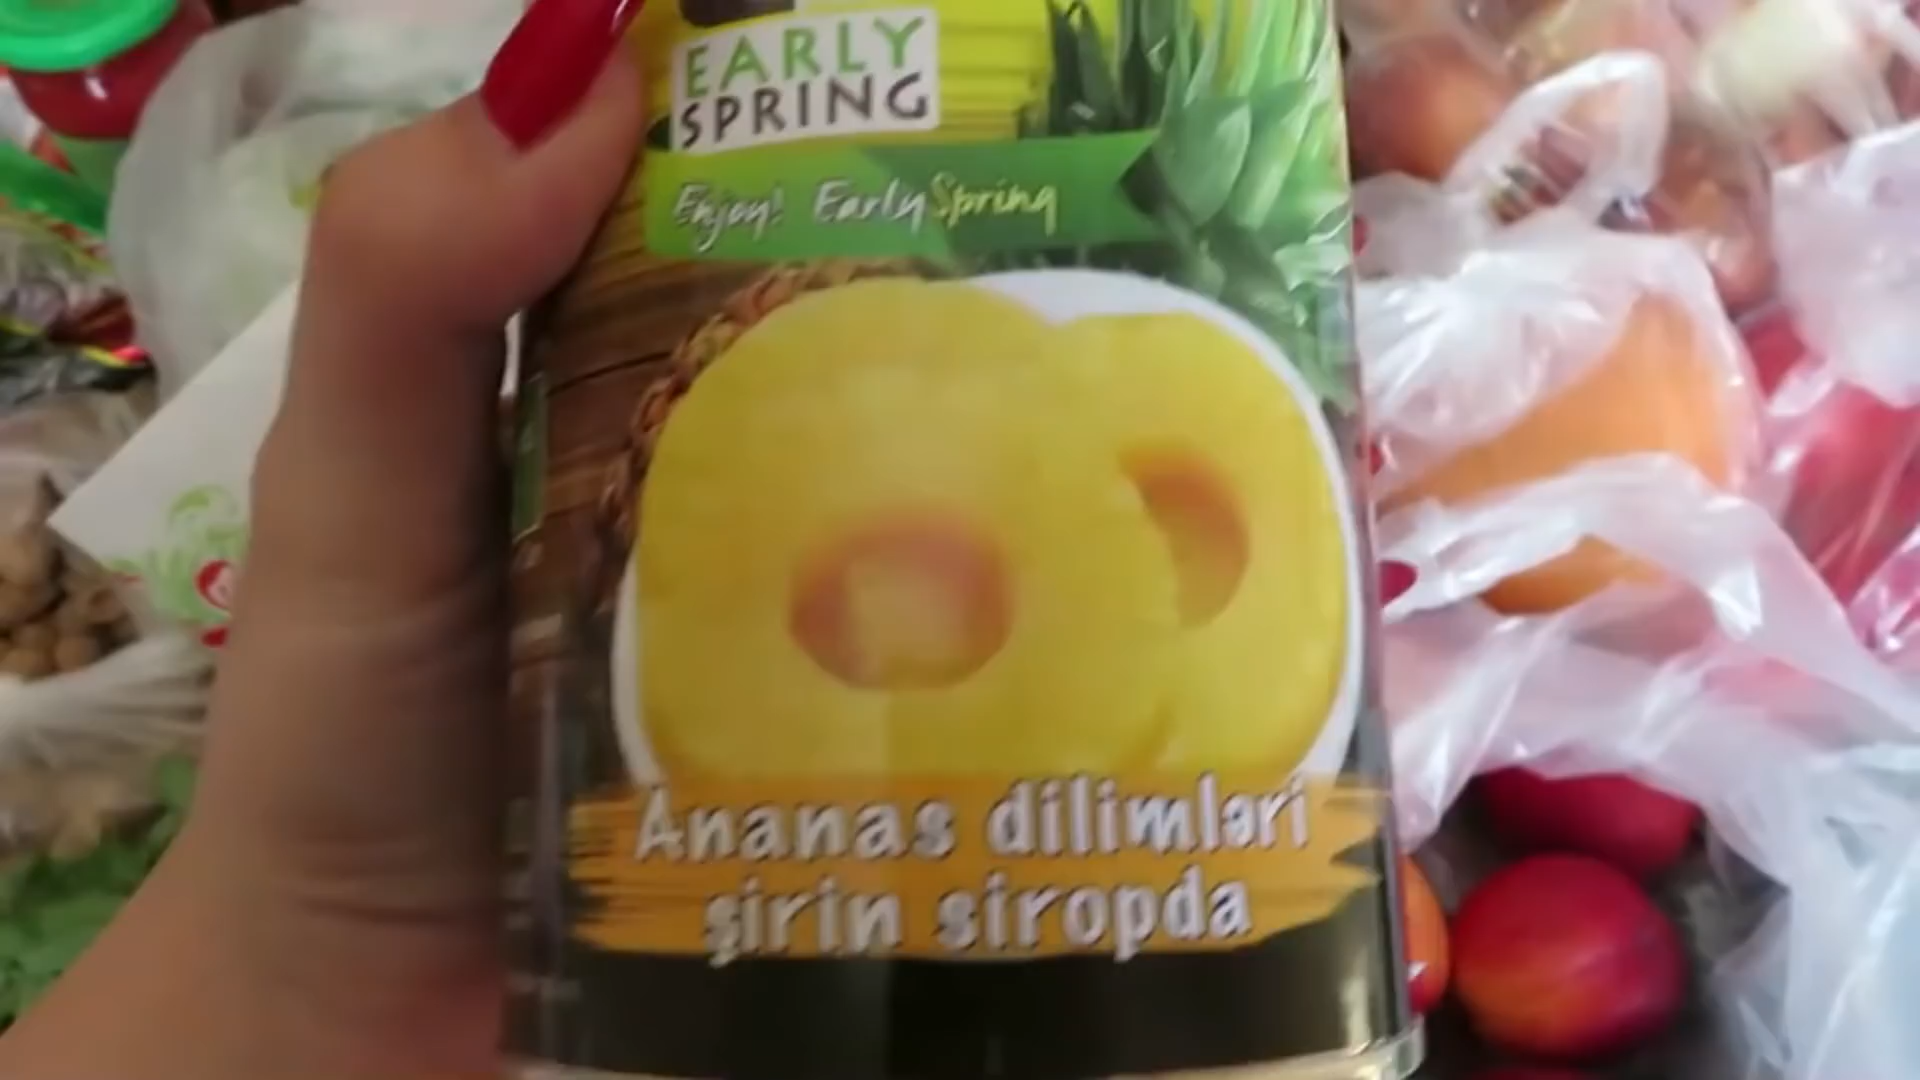 EARLY
SPRING
Enjoy! Early Spring
Ananas dilimləri
şirin siropda